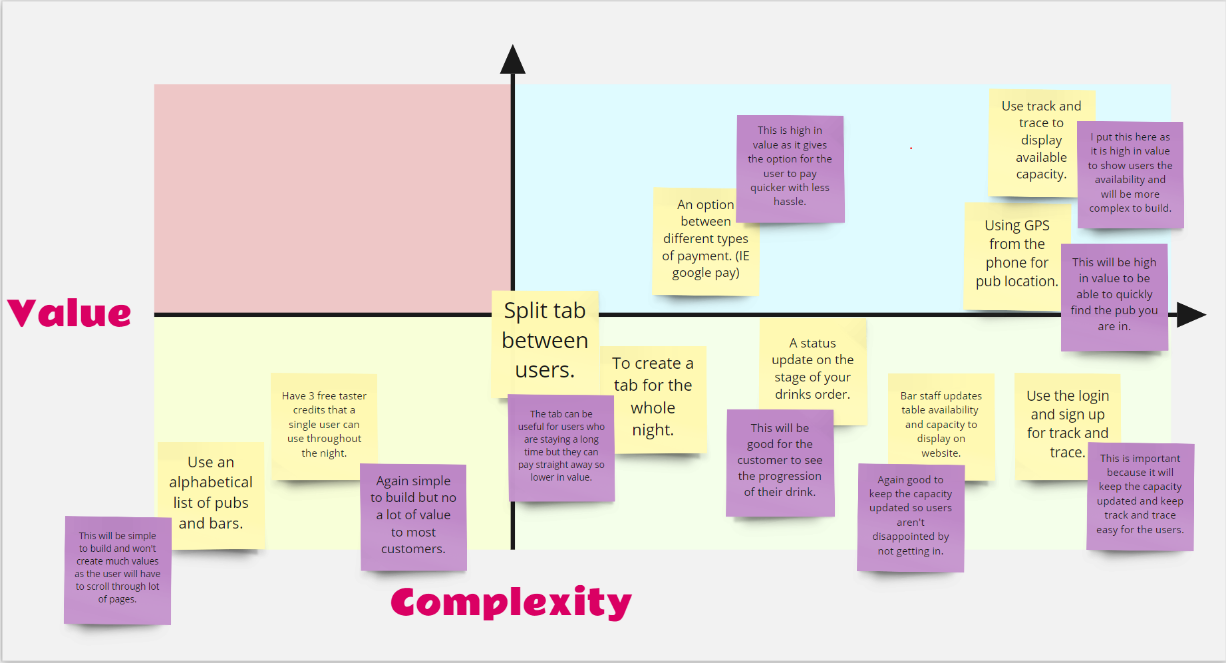 Use track and
trace to
display
available
capacity.
I put this here as
it is high in value
to show users the
availability and
will be more
complex to build.
This is high in
value as it gives
the option for the
user to pay
quicker with less
hassle.
An option
between
different types
of payment. (IE
google pay)
Using GPS
from the
phone for
pub location.
This will be high
in value to be
able to quickly
find the pub you
are in.
Value
Split tab
between
users.
To create a
tab for the
whole
night.
The tab can be
useful for users who
are staying a long
time but they can
pay straight away so
lower in value.
A status
update on the
stage of your
drinks order.
This will be
good for the
customer to see
the progression
of their drink.
Bar staff updates
table availability
and capacity to
display on
website.
Again good to
keep the capacity
updated so users
aren't
disappointed by
not getting in.
Use the login
and sign up
for track and
trace.
This is important
because it will
keep the capacity
updated and keep
track and trace
easy for the users.
Have 3 free taster
credits that a
single user can
use throughout
the night.
Again simple
to build but no
a lot of value
to most
customers.
Use an
alphabetical
list of pubs
and bars.
This will be simple
to build and won't
create much values
as the user will have
to scroll through lot
of pages.
Complexity